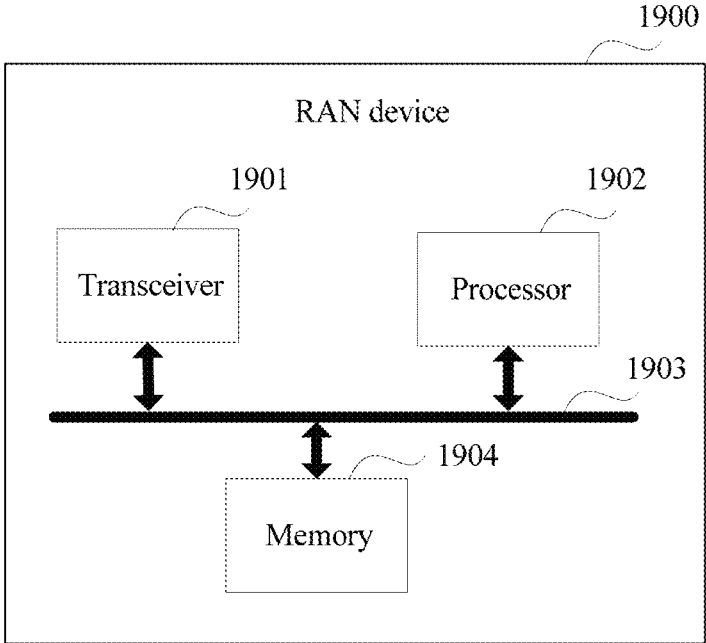 1900
RAN device
1901
1902
Transceiver
Processor
1903
1904
Memory